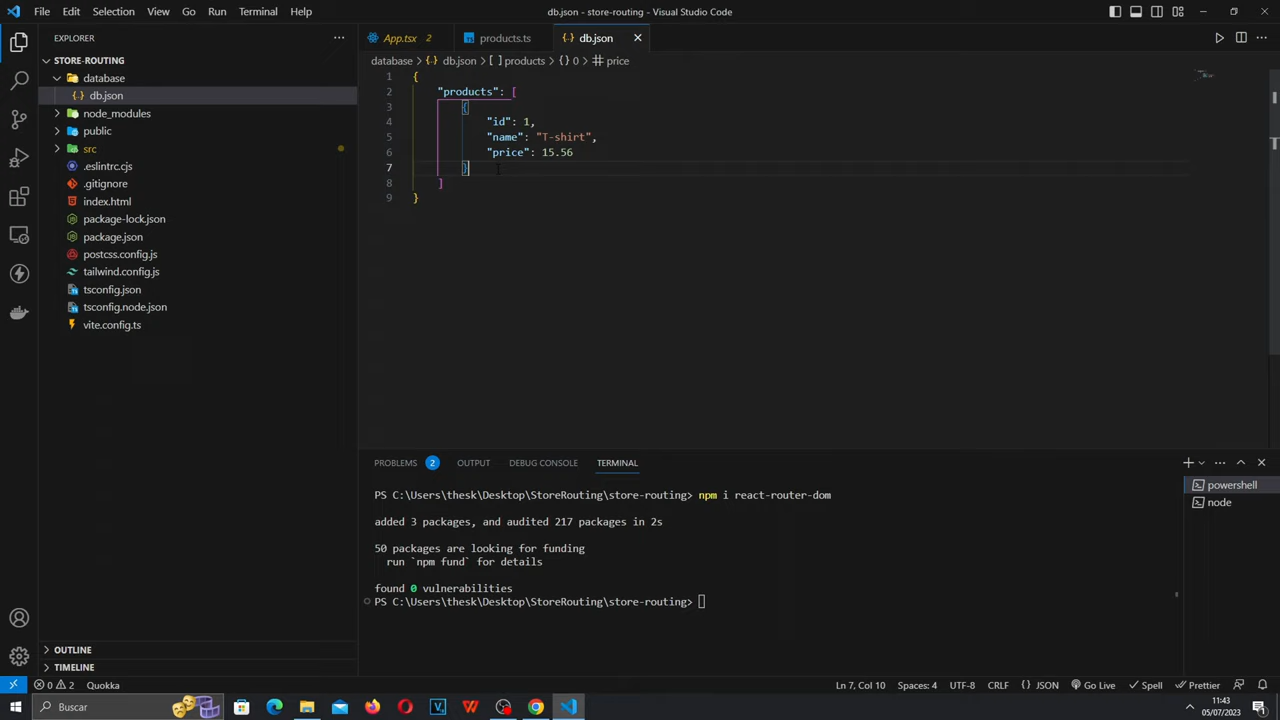 File Edit Selection View Go Run Terminal Help
db.json - store-routing - Visual Studio Code
EXPLORER
STORE-ROUTING
database
db.json
node_modules
public
src
.eslintrc.cjs
.gitignore
index.html
package-lock.json
package.json
postcss.config.js
tailwind.config.js
tsconfig.json
tsconfig.node.json
vite.config.ts
OUTLINE
TIMELINE
App.tsx 2 products.ts db.json
database > db.json > [ ] products > {} 0 > price
1 {
2 "products": [
3 {
4 "id": 1,
5 "name": "T-shirt",
6 "price": 15.56
7 }
8 ]
9 }
PROBLEMS 2 OUTPUT DEBUG CONSOLE TERMINAL
PS C:\Users\thesk\Desktop\StoreRouting\store-routing> npm i react-router-dom
added 3 packages, and audited 217 packages in 2s
50 packages are looking for funding
run `npm fund` for details
found 0 vulnerabilities
PS C:\Users\thesk\Desktop\StoreRouting\store-routing>
powershell
node
0 2 Quokka
Ln 7, Col 10 Spaces: 4 UTF-8 CRLF {} JSON Go Live Spell Prettier
Buscar
11:43
05/07/2023